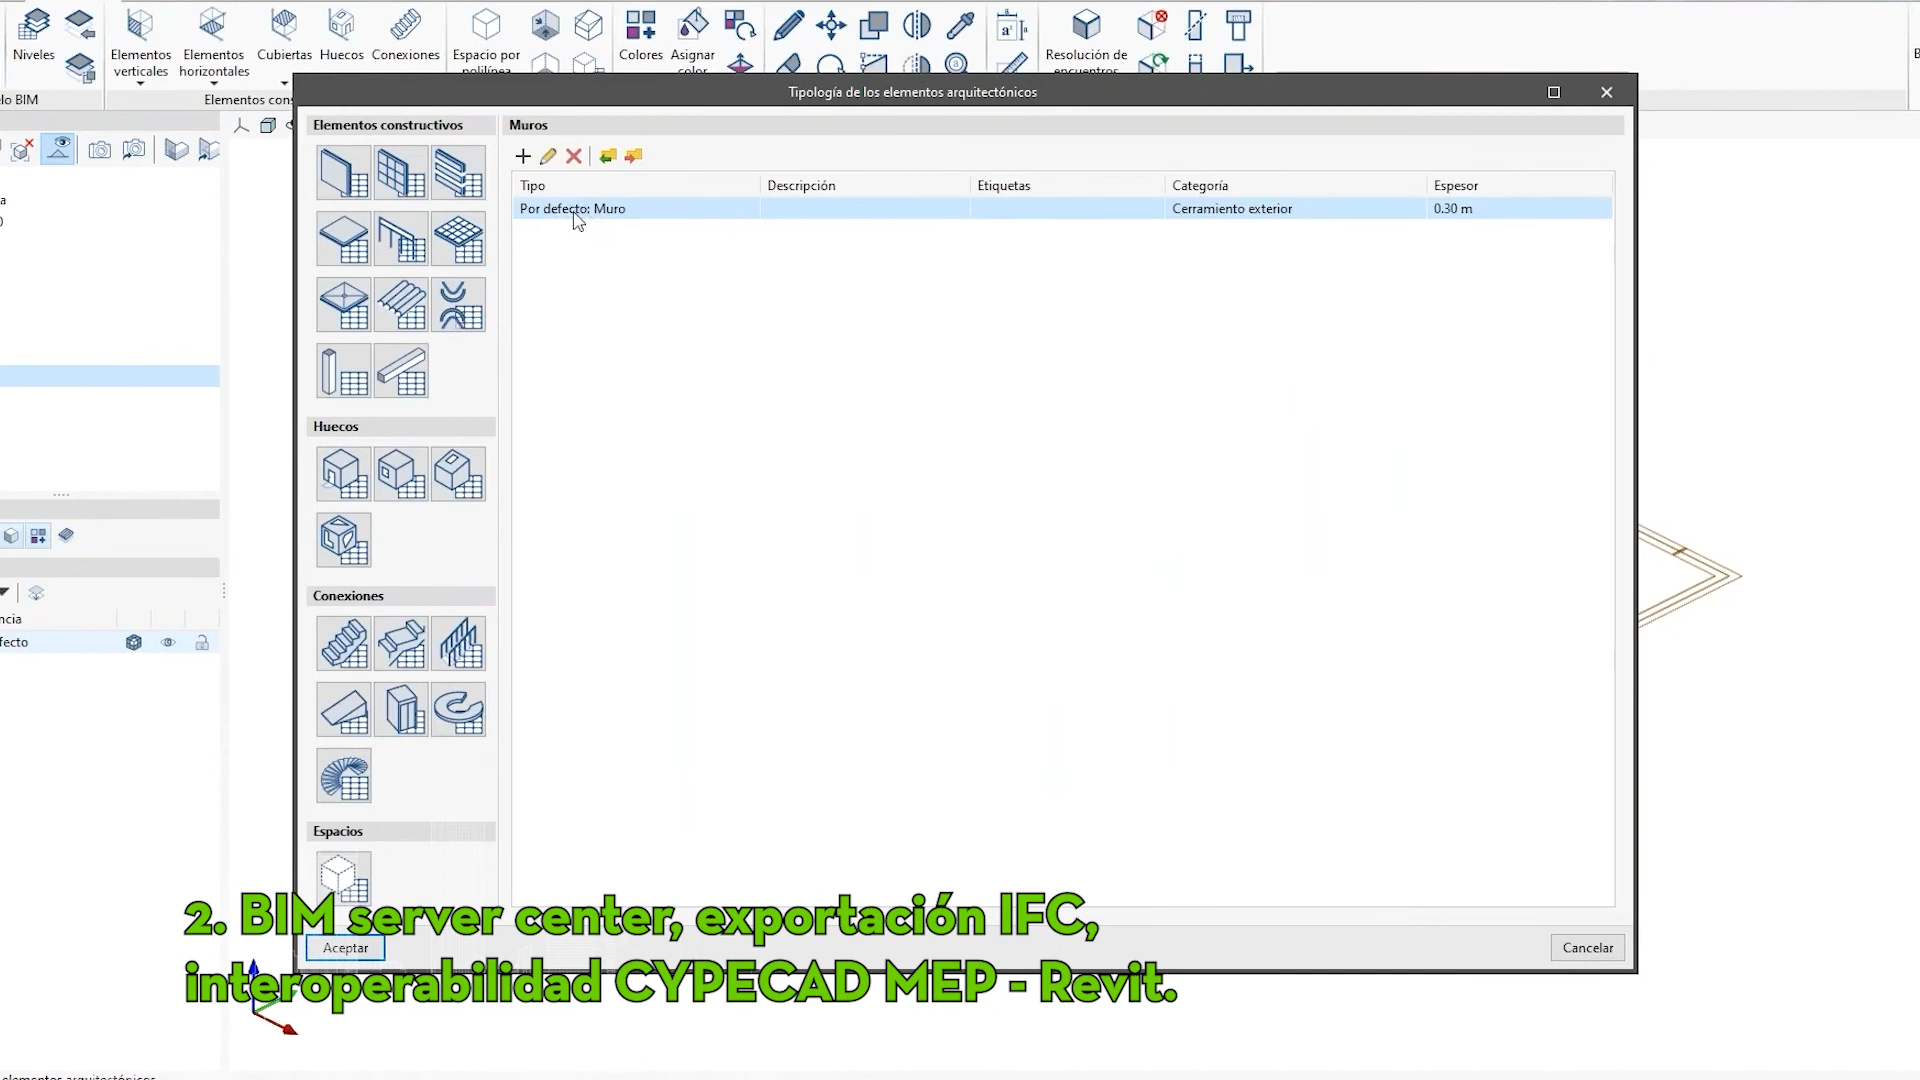 Niveles
Elementos
verticales
Elementos
horizontales
Cubiertas
Huecos
Conexiones
Espacio por
polilínea
Colores
Asignar
color
Resolución de
encuentros
lo BIM
Elementos cons
Tipología de los elementos arquitectónicos
Elementos constructivos
Muros
Tipo
Descripción
Etiquetas
Categoría
Espesor
Por defecto: Muro
Cerramiento exterior
0.30 m
Huecos
Conexiones
Espacios
ncia
fecto
2. BIM server center, exportación IFC,
interoperabilidad CYPECAD MEP - Revit.
Aceptar
Cancelar
elementos arquitectónicos